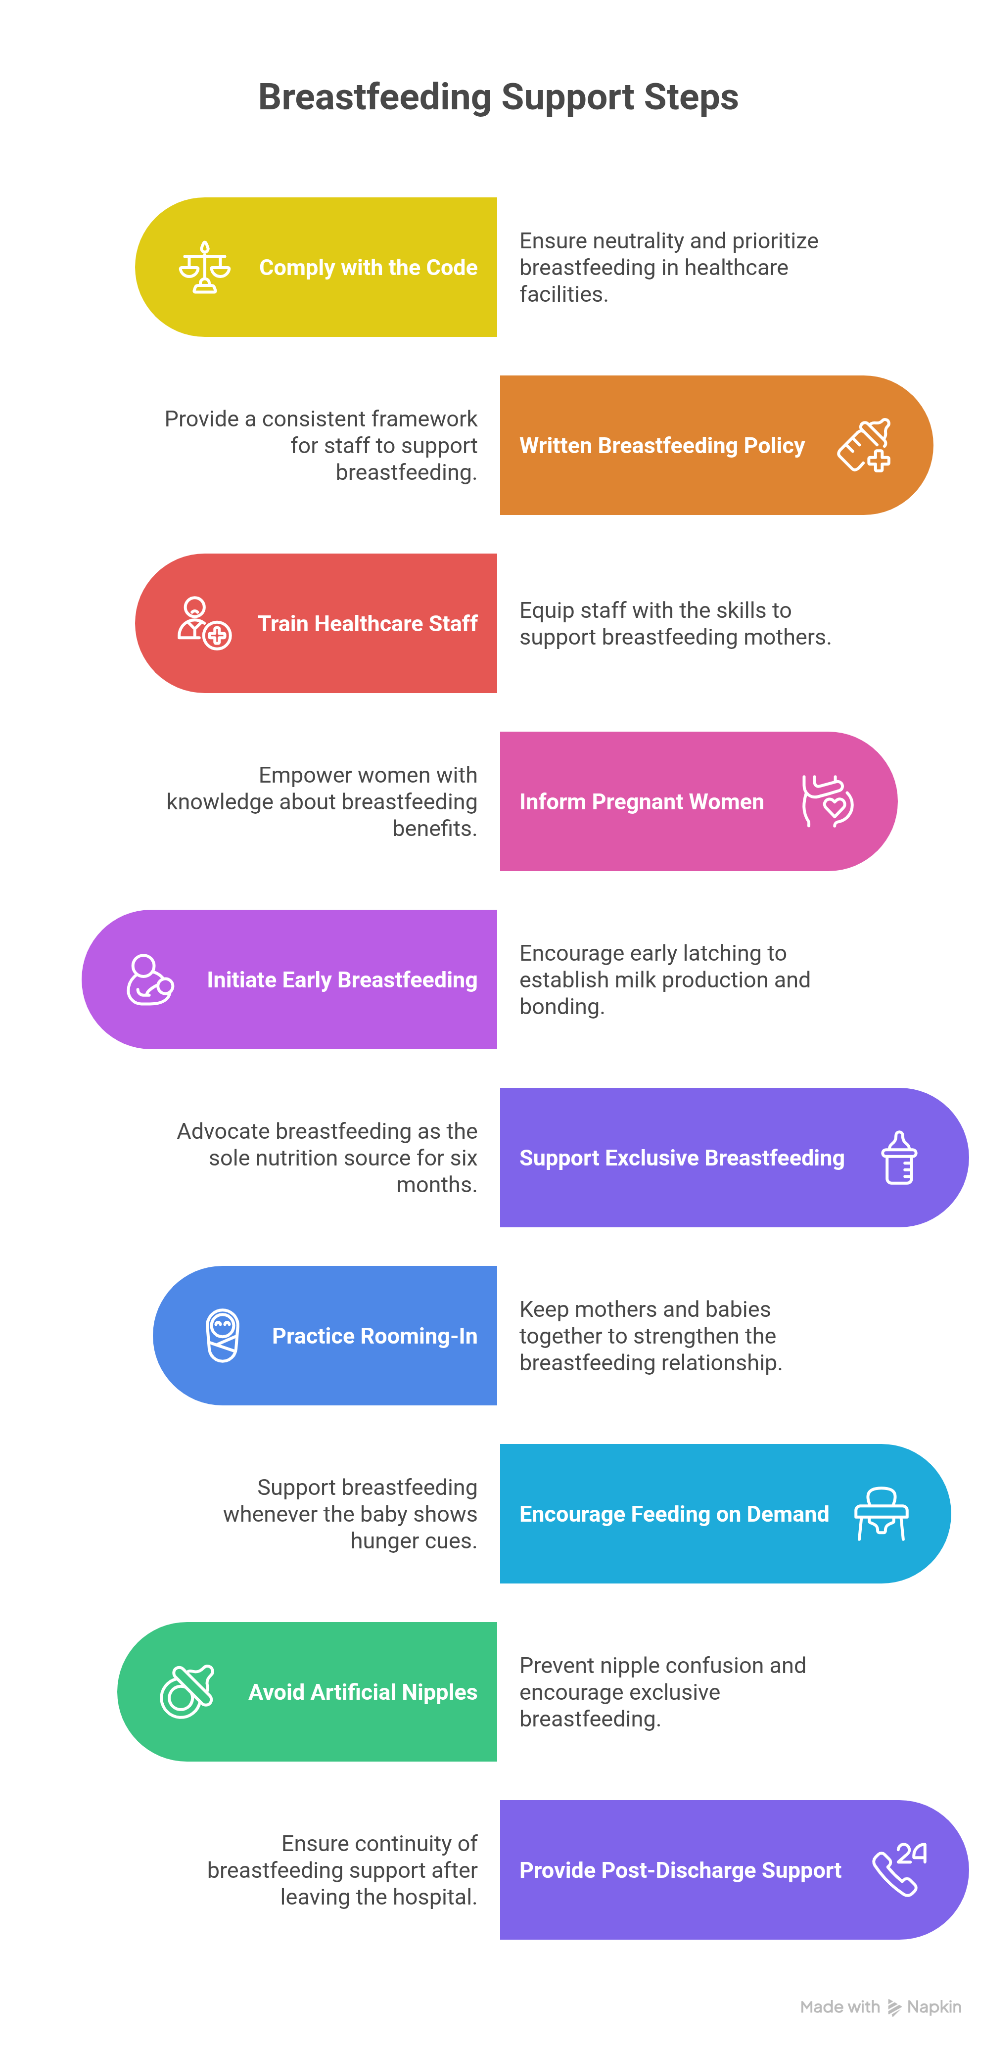 Breastfeeding Support Steps
Comply with the Code
Ensure neutrality and prioritize
breastfeeding in healthcare
facilities.
Provide a consistent framework
for staff to support
breastfeeding.
Written Breastfeeding Policy
Train Healthcare Staff
Equip staff with the skills to
support breastfeeding mothers.
Empower women with
knowledge about breastfeeding
benefits.
Inform Pregnant Women
Initiate Early Breastfeeding
Encourage early latching to
establish milk production and
bonding.
Advocate breastfeeding as the
sole nutrition source for six
months.
Support Exclusive Breastfeeding
Practice Rooming-In
Keep mothers and babies
together to strengthen the
breastfeeding relationship.
Support breastfeeding
whenever the baby shows
hunger cues.
Encourage Feeding on Demand
Avoid Artificial Nipples
Prevent nipple confusion and
encourage exclusive
breastfeeding.
Ensure continuity of
breastfeeding support after
leaving the hospital.
Provide Post-Discharge Support
24
Made with Napkin